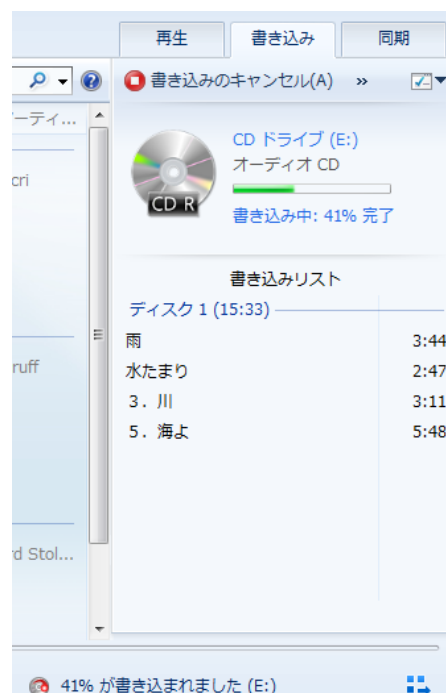 再生 書き込み 同期
書き込みのキャンセル(A) »
ーティ...
cri
CD ドライブ (E:)
オーディオ CD
CD R
書き込み中: 41% 完了
書き込みリスト
ディスク 1 (15:33)
雨 3:44
ruff
水たまり 2:47
3．川 3:11
5．海よ 5:48
rd Stol...
41% が書き込まれました (E:)